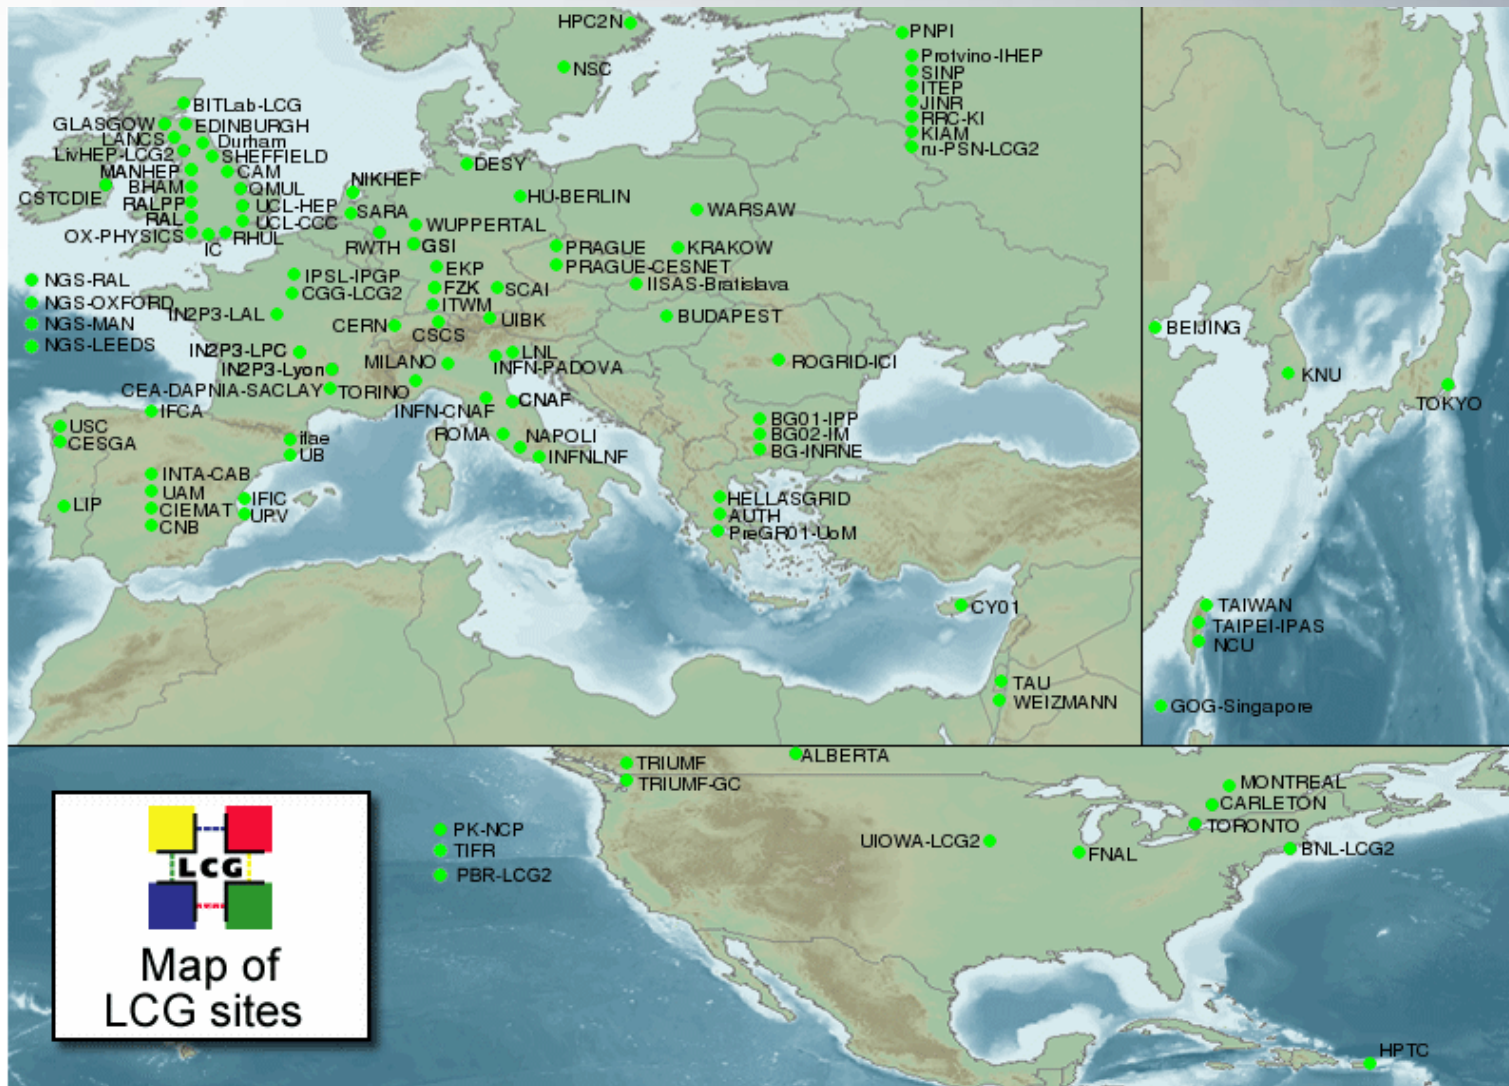 HPC2N
PNPI
Protvino-IHEP
NSC
SINP
ITEP
JINR
RRC-KI
KIAM
ru-PSN-LCG2
BITLab-LCG
GLASGOW
EDINBURGH
LANCS
Durham
LivHEP-LCG2
SHEFFIELD
MANHEP
CAM
BHAM
QMUL
CSTCDIE
RALPP
UCL-HEP
RAL
UCL-CCC
OX-PHYSICS
IC
RHUL
DESY
NIKHEF
HU-BERLIN
SARA
WARSAW
WUPPERTAL
RWTH
GSI
PRAGUE
KRAKOW
EKP
PRAGUE-CESNET
IPSL-IPGP
FZK
SCAI
IISAS-Bratislava
CGG-LCG2
ITWM
IN2P3-LAL
CERN
CSCS
UIBK
BUDAPEST
NGS-RAL
NGS-OXFORD
NGS-MAN
NGS-LEEDS
IN2P3-LPC
LNL
MILANO
INFN-PADOVA
ROGRID-ICI
IN2P3-Lyon
CEA-DAPNIA-SACLAY
TORINO
CNAF
INFN-CNAF
IFCA
USC
CESGA
ifae
UB
ROMA
NAPOLI
INFNLNF
BG01-IPP
BG02-IM
BG-INRNE
INTA-CAB
UAM
IFIC
LIP
CIEMAT
UPV
CNB
HELLASGRID
AUTH
PreGR01-UoM
CY01
TAU
WEIZMANN
BEIJING
KNU
TOKYO
TAIWAN
TAIPEI-IPAS
NCU
GOG-Singapore
TRIUMF
TRIUMF-GC
ALBERTA
MONTREAL
CARLETON
TORONTO
UIOWA-LCG2
FNAL
BNL-LCG2
PK-NCP
TIFR
PBR-LCG2
HPTC
LCG
Map of
LCG sites